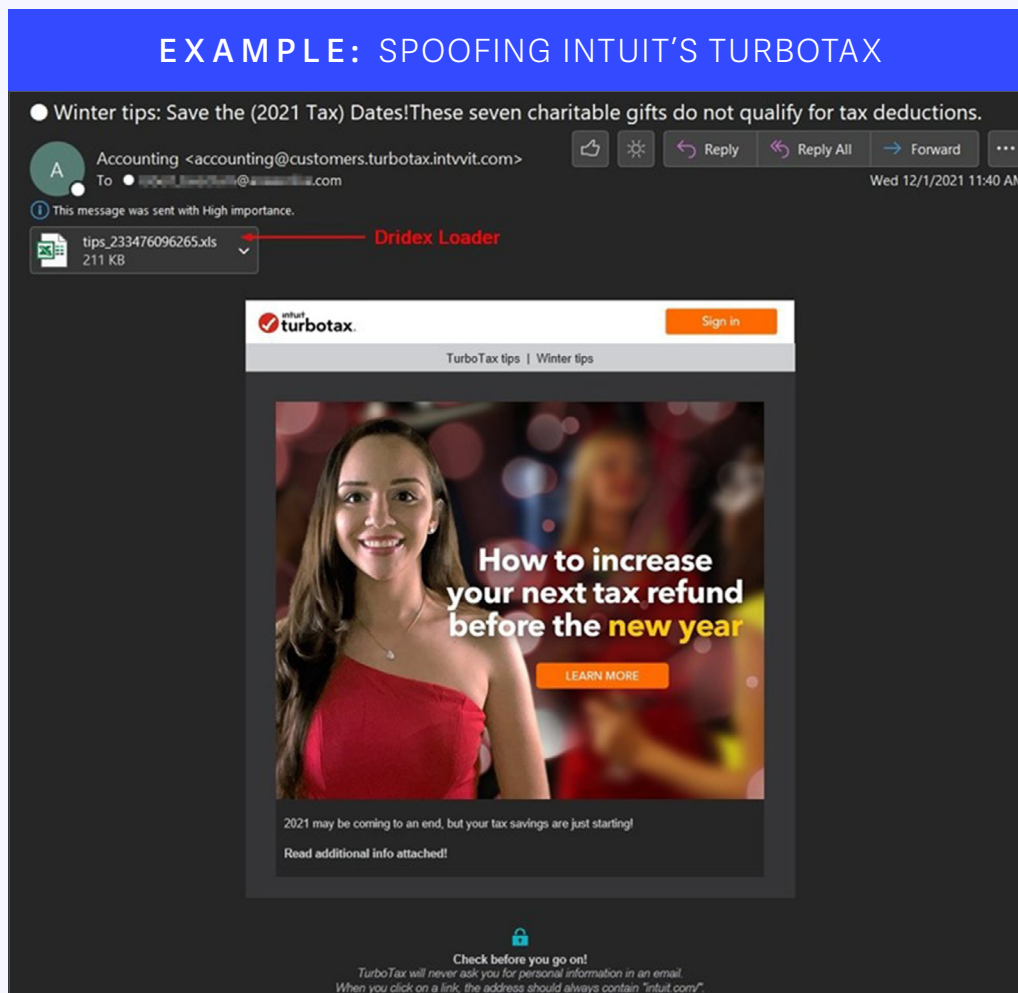 EXAMPLE: SPOOFING INTUIT'S TURBOTAX
Winter tips: Save the (2021 Tax) Dates!These seven charitable gifts do not qualify for tax deductions.
A
Accounting <accounting@customers.turbotax.intvvit.com>
Reply
Reply All
Forward
To
@
.com
Wed 12/1/2021 11:40 AM
This message was sent with High importance.
tips_233476096265.xls
211 KB
Dridex Loader
intuit
turbotax.
Sign in
TurboTax tips | Winter tips
How to increase
your next tax refund
before the new year
LEARN MORE
2021 may be coming to an end, but your tax savings are just starting!
Read additional info attached!
Check before you go on!
TurboTax will never ask you for personal information in an email.
When you click on a link, the address should always contain "intuit.com/".